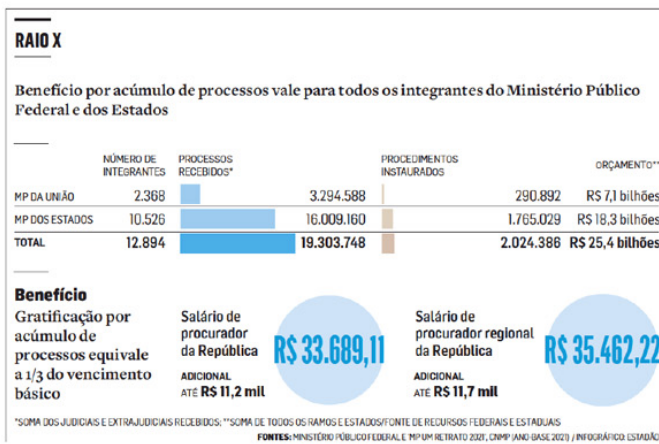 RAIO X
Benefício por acúmulo de processos vale para todos os integrantes do Ministério Público
Federal e dos Estados
NÚMERO DE INTEGRANTES PROCESSOS RECEBIDOS* PROCEDIMENTOS INSTAURADOS ORÇAMENTO**
MP DA UNIÃO 2.368 3.294.588 290.892 R$ 7,1 bilhões
MP DOS ESTADOS 10.526 16.009.160 1.765.029 R$ 18,3 bilhões
TOTAL 12.894 19.303.748 2.024.386 R$ 25,4 bilhões
Benefício
Gratificação por
acúmulo de
processos equivale
a 1/3 do vencimento
básico
Salário de
procurador
da República
R$ 33.689,11
ADICIONAL
ATÉ R$ 11,2 mil
Salário de
procurador regional
da República
R$ 35.462,22
ADICIONAL
ATÉ R$ 11,7 mil
*SOMA DOS JUDICIAIS E EXTRAJUDICIAIS RECEBIDOS; **SOMA DE TODOS OS RAMOS E ESTADOS/FONTE DE RECURSOS FEDERAIS E ESTADUAIS
FONTES: MINISTÉRIO PÚBLICO FEDERAL E 'MP UM RETRATO 2021', CNMP (ANO-BASE 2021) / INFOGRÁFICO: ESTADÃO